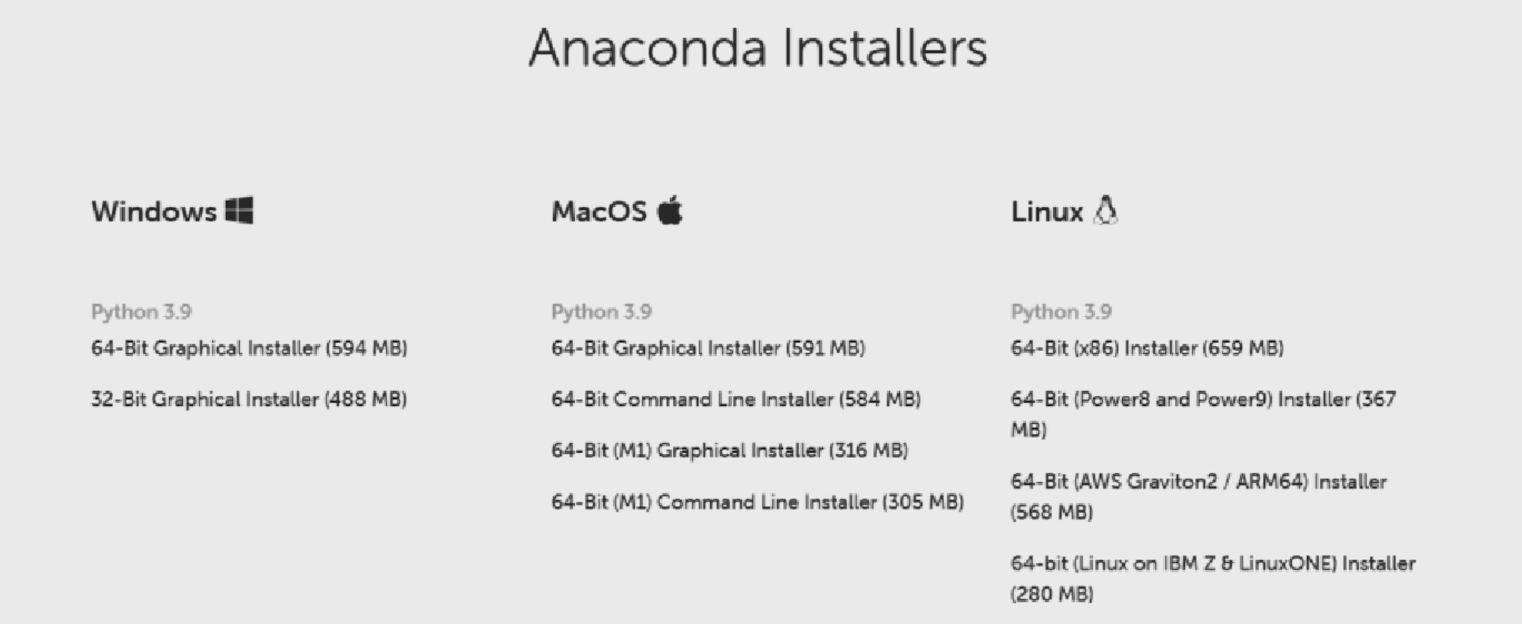 Anaconda Installers
Windows
Python 3.9
64-Bit Graphical Installer (594 MB)
32-Bit Graphical Installer (488 MB)
MacOS
Python 3.9
64-Bit Graphical Installer (591 MB)
64-Bit Command Line Installer (584 MB)
64-Bit (M1) Graphical Installer (316 MB)
64-Bit (M1) Command Line Installer (305 MB)
Linux
Python 3.9
64-Bit (x86) Installer (659 MB)
64-Bit (Power8 and Power9) Installer (367
MB)
64-Bit (AWS Graviton2 / ARM64) Installer
(568 MB)
64-bit (Linux on IBM Z & LinuxONE) Installer
(280 MB)